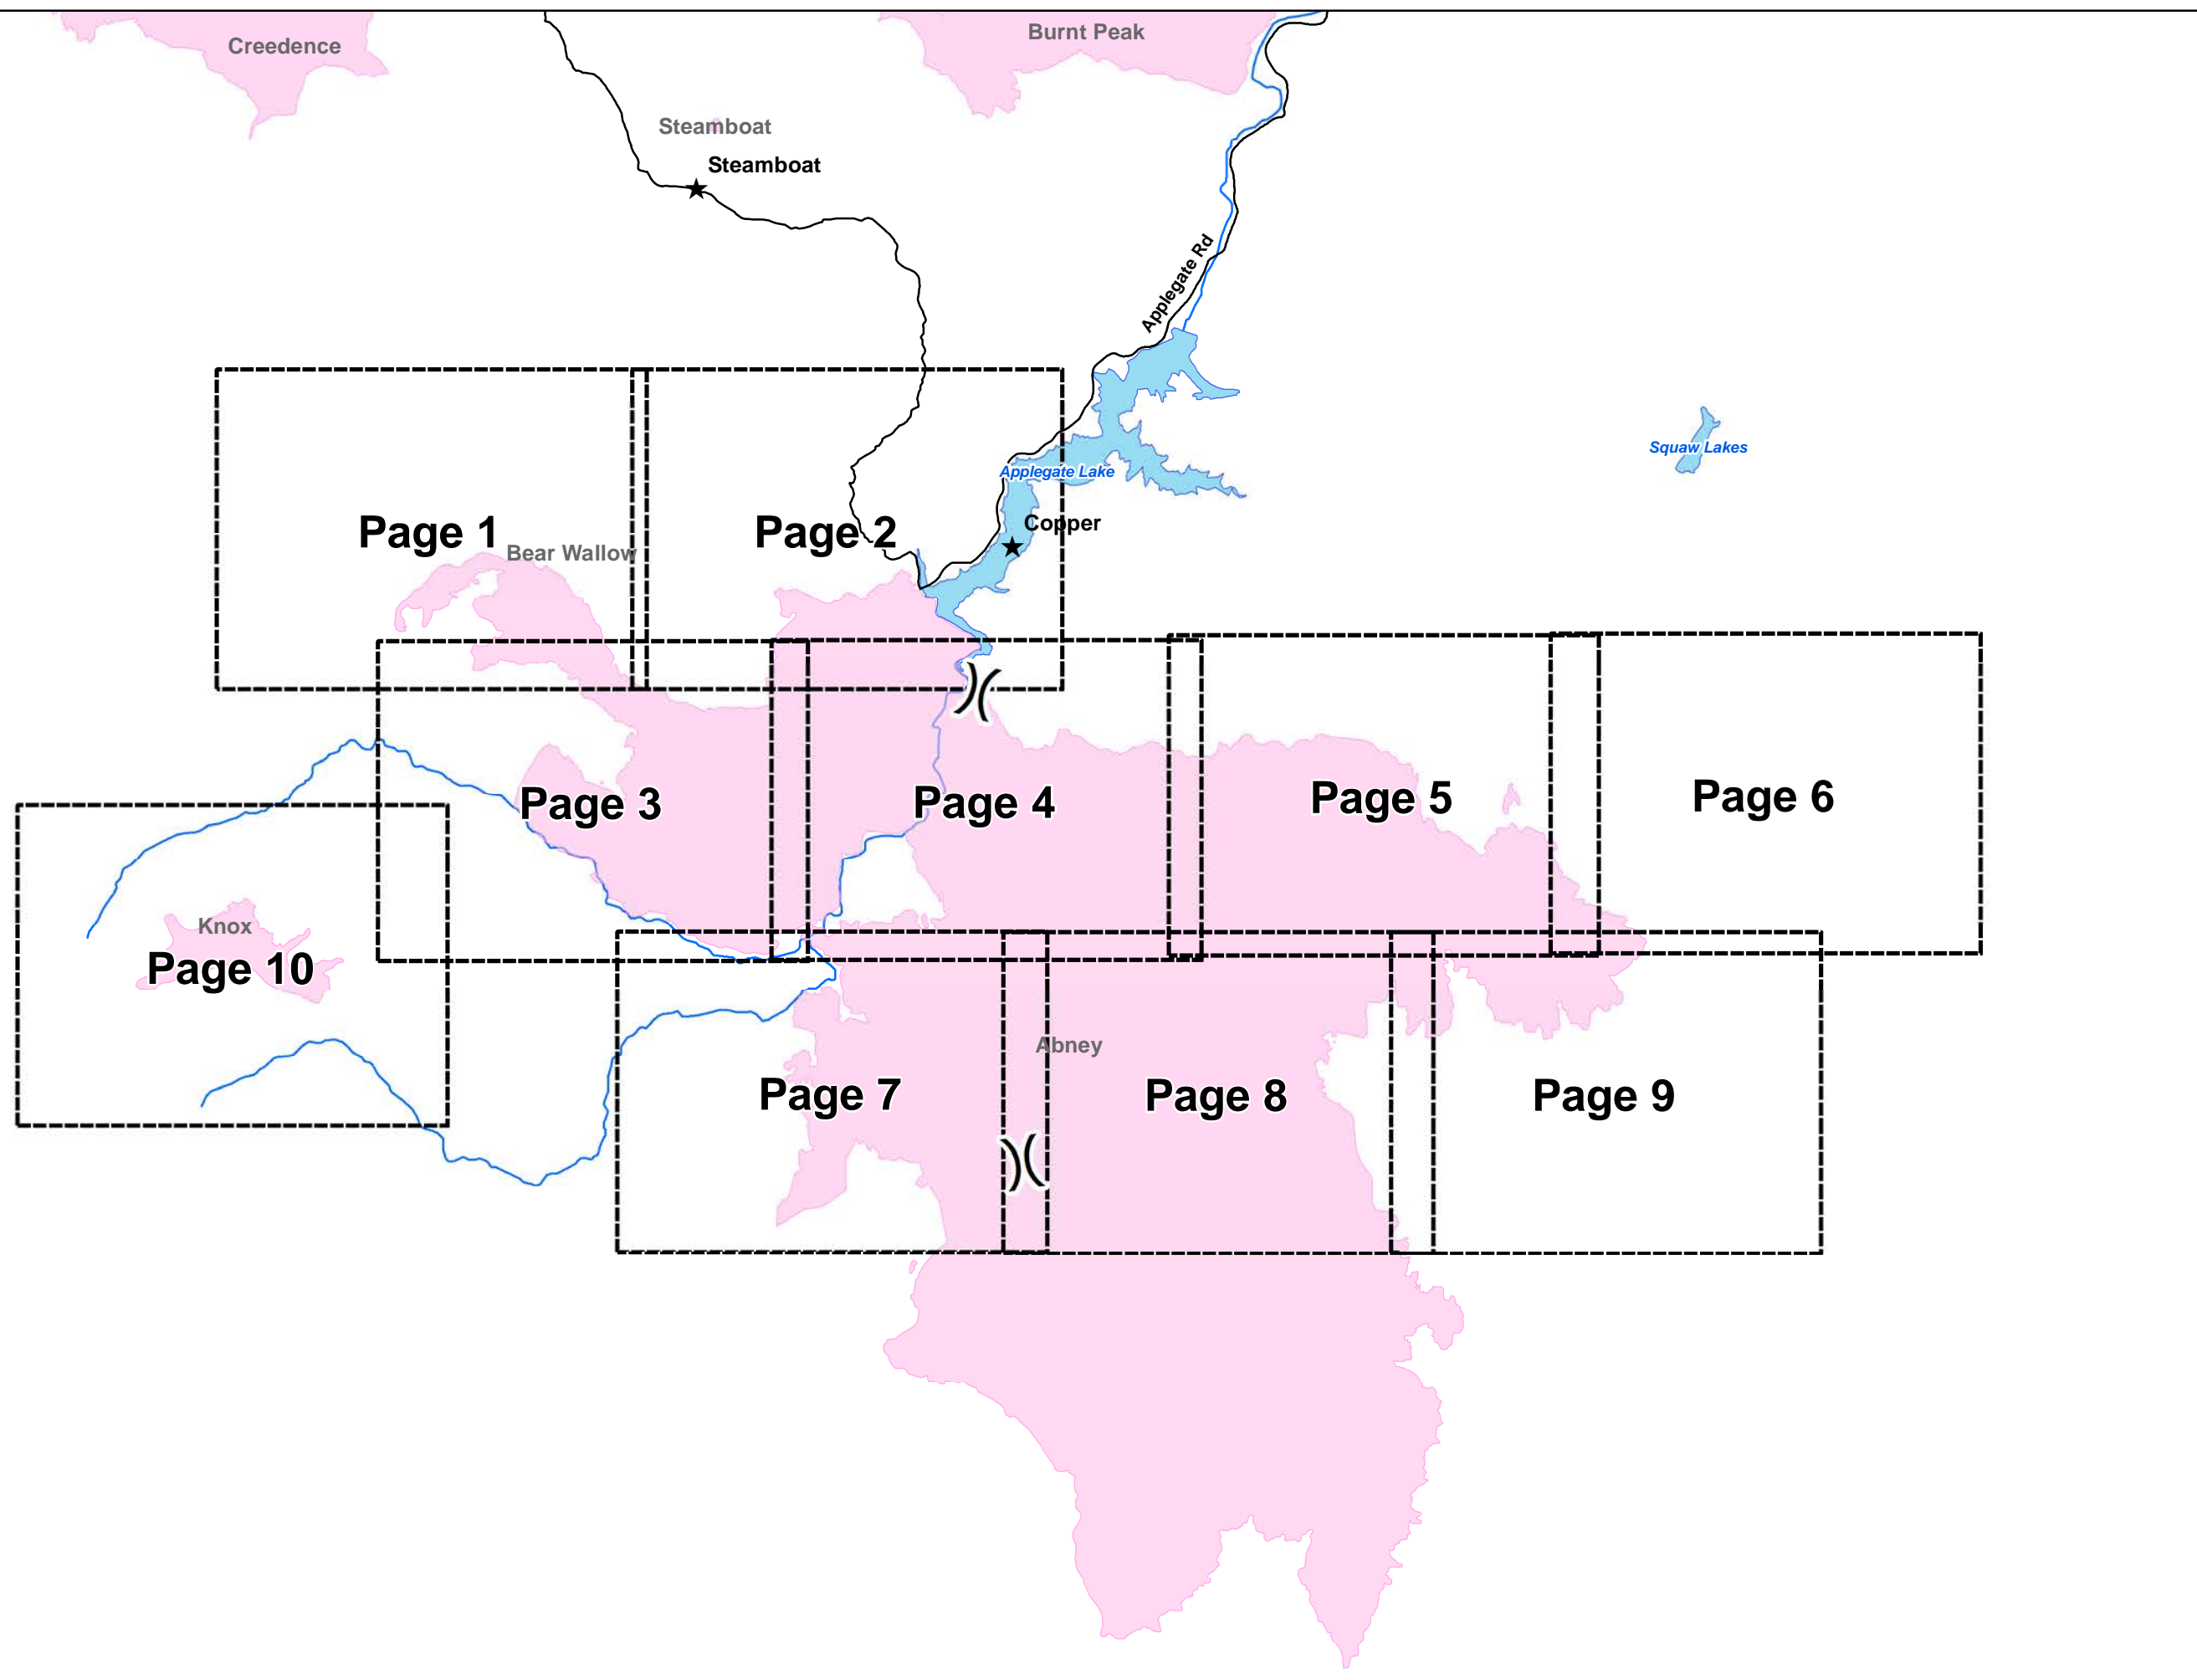 Burnt Peak
Creedence
Steamboat
Steamboat
Applegate Rd
Squaw Lakes
Applegate Lake
Copper
Page 1
Page 2
Bear Wallow
Page 3
Page 4
Page 5
Page 6
Knox
Page 10
Abney
Page 7
Page 8
Page 9